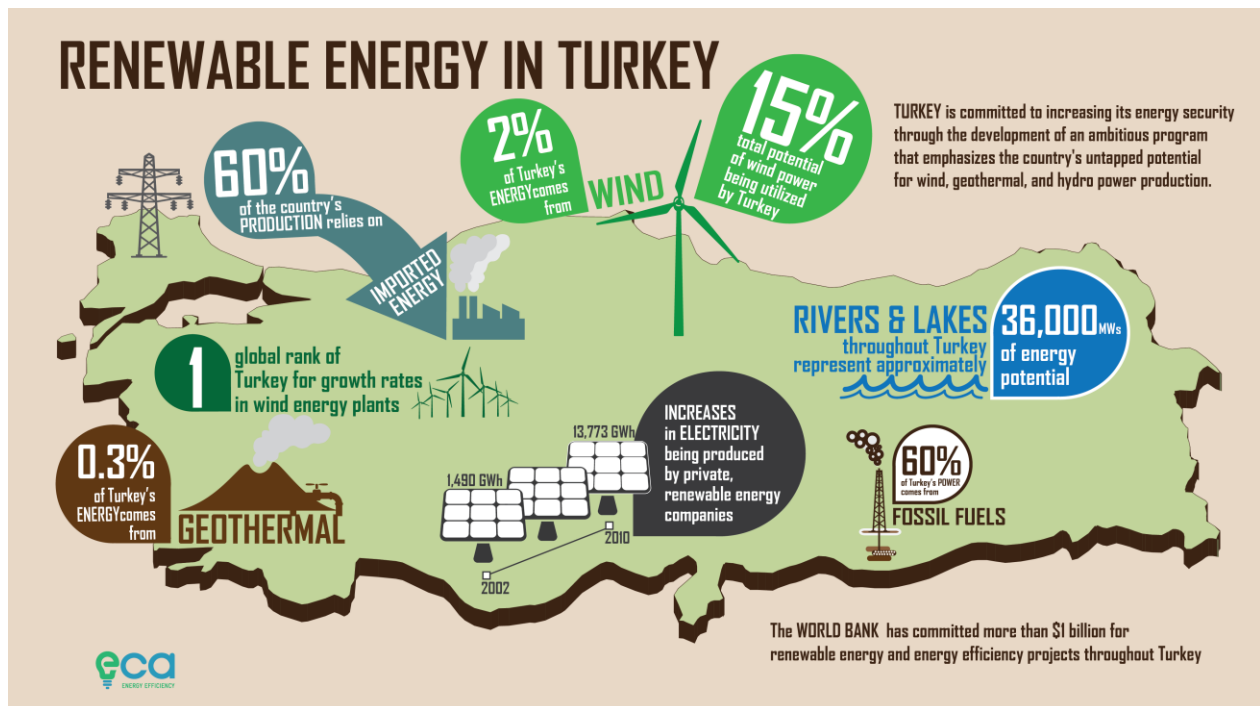 RENEWABLE ENERGY IN TURKEY
60%
of the country's
PRODUCTION relies on
IMPORTED
ENERGY
2%
of Turkey's
ENERGYcomes
from
WIND
15%
total potential
of wind power
being utilized
by Turkey
TURKEY is committed to increasing its energy security
through the development of an ambitious program
that emphasizes the country's untapped potential
for wind, geothermal, and hydro power production.
1
global rank of
Turkey for growth rates
in wind energy plants
RIVERS & LAKES
throughout Turkey
represent approximately
36,000 MWs
of energy
potential
0.3%
of Turkey's
ENERGYcomes
from
GEOTHERMAL
1,490 GWh
13,773 GWh
2002
2010
INCREASES
in ELECTRICITY
being produced
by private,
renewable energy
companies
60%
of Turkey's POWER
comes from
FOSSIL FUELS
The WORLD BANK has committed more than $1 billion for
renewable energy and energy efficiency projects throughout Turkey
eca
ENERGY EFFICIENCY